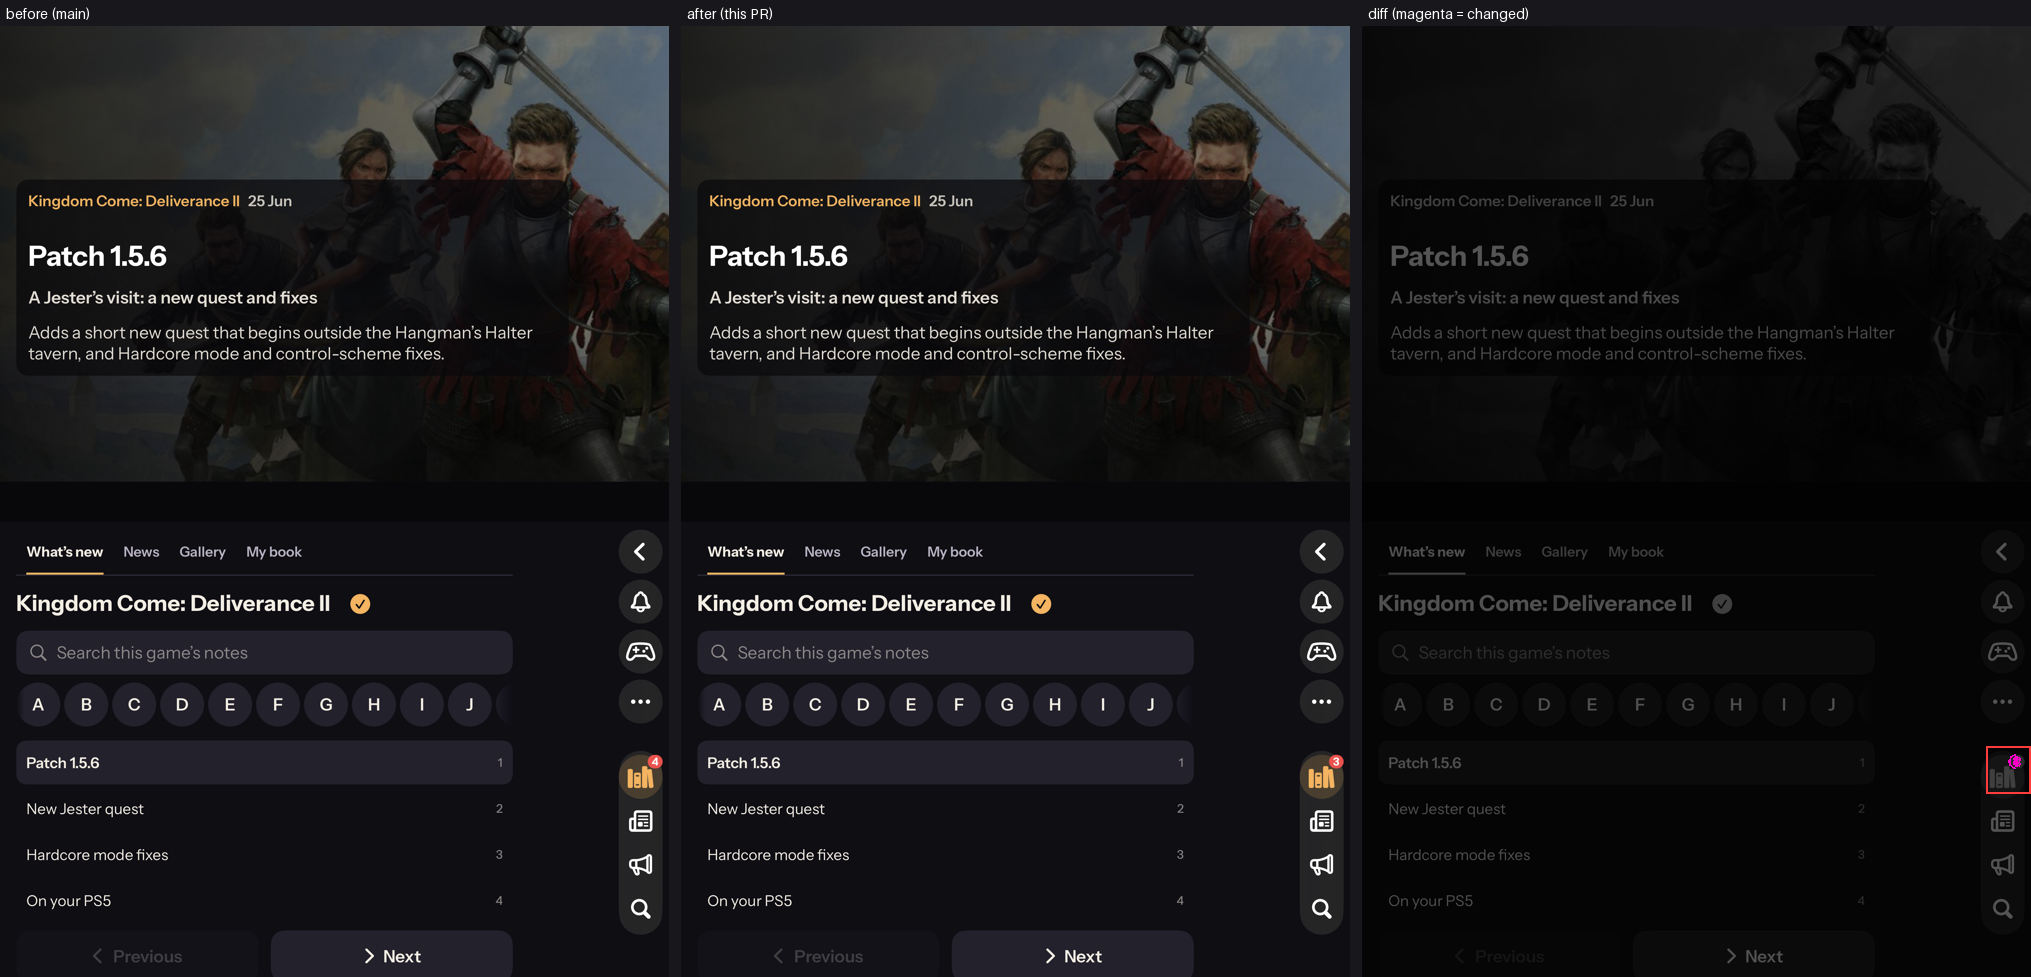 before (main)
Kingdom Come: Deliverance II 25 Jun
Patch 1.5.6
A Jester's visit: a new quest and fixes
Adds a short new quest that begins outside the Hangman's Halter
tavern, and Hardcore mode and control-scheme fixes.
What's new News Gallery My book
Kingdom Come: Deliverance II
Search this game's notes
A B C D E F G H I J
Patch 1.5.6 1
4
New Jester quest 2
Hardcore mode fixes 3
On your PS5 4
Previous Next
after (this PR)
Kingdom Come: Deliverance II 25 Jun
Patch 1.5.6
A Jester's visit: a new quest and fixes
Adds a short new quest that begins outside the Hangman's Halter
tavern, and Hardcore mode and control-scheme fixes.
What's new News Gallery My book
Kingdom Come: Deliverance II
Search this game's notes
A B C D E F G H I J
Patch 1.5.6 1
3
New Jester quest 2
Hardcore mode fixes 3
On your PS5 4
Previous Next
diff (magenta = changed)
Kingdom Come: Deliverance II 25 Jun
Patch 1.5.6
A Jester's visit: a new quest and fixes
Adds a short new quest that begins outside the Hangman's Halter
tavern, and Hardcore mode and control-scheme fixes.
What's new News Gallery My book
Kingdom Come: Deliverance II
Search this game's notes
A B C D E F G H I J
Patch 1.5.6 1
New Jester quest 2
Hardcore mode fixes 3
On your PS5 4
Previous Next